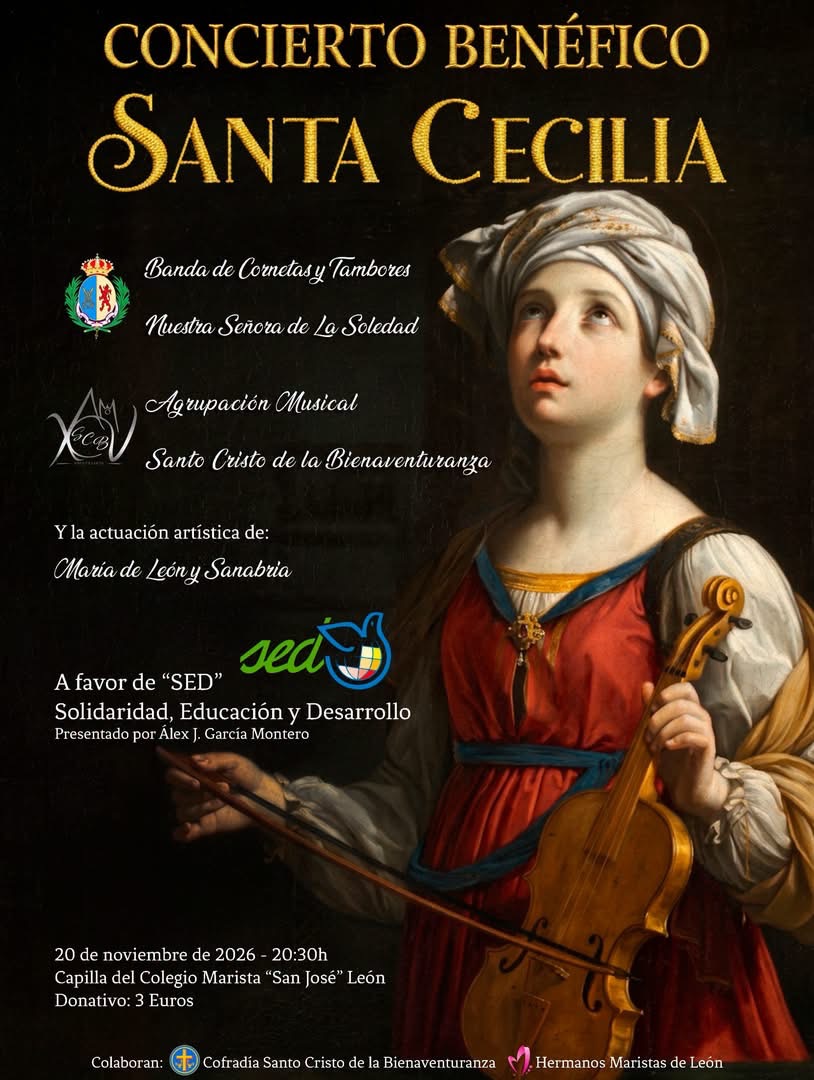 CONCIERTO BENÉFICO
SANTA CECILIA
Banda de Cornetas y Tambores
Nuestra Señora de La Soledad
Agrupación Musical
Santo Cristo de la Bienaventuranza
Y la actuación artística de:
María de León y Sanabria
sed
A favor de “SED”
Solidaridad, Educación y Desarrollo
Presentado por Álex J. García Montero
20 de noviembre de 2026 - 20:30h
Capilla del Colegio Marista “San José” León
Donativo: 3 Euros
Colaboran: Cofradía Santo Cristo de la Bienaventuranza Hermanos Maristas de León